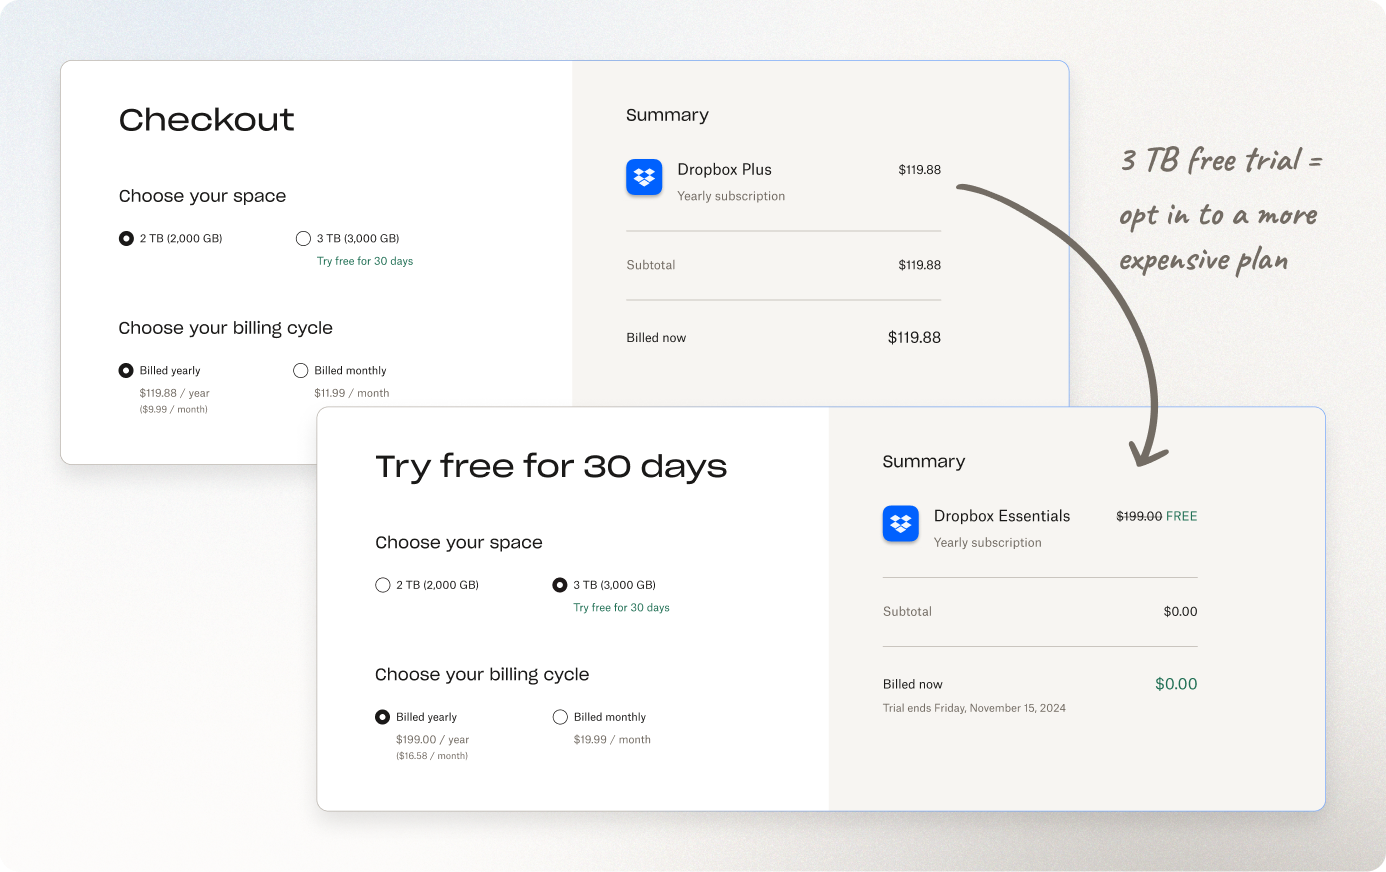 Checkout
Choose your space
2 TB (2,000 GB)
3 TB (3,000 GB)
Try free for 30 days
Choose your billing cycle
Billed yearly
$119.88 / year
($9.99 / month)
Billed monthly
$11.99 / month
Summary
Dropbox Plus $119.88
Yearly subscription
Subtotal $119.88
Billed now $119.88
3 TB free trial =
opt in to a more
expensive plan
Try free for 30 days
Choose your space
2 TB (2,000 GB)
3 TB (3,000 GB)
Try free for 30 days
Choose your billing cycle
Billed yearly
$199.00 / year
($16.58 / month)
Billed monthly
$19.99 / month
Summary
Dropbox Essentials $199.00 FREE
Yearly subscription
Subtotal $0.00
Billed now $0.00
Trial ends Friday, November 15, 2024